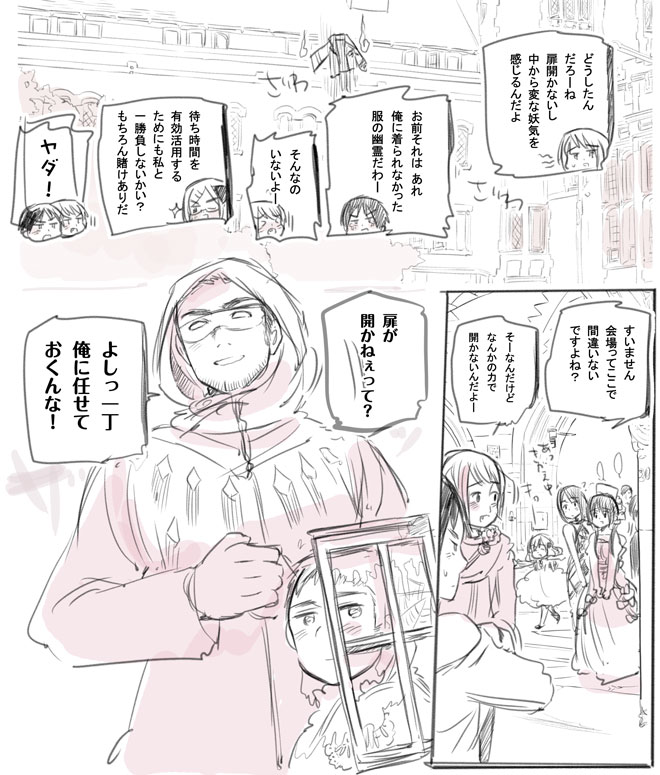 どうしたん
だろーね
扉開かないし
中から変な妖気を
感じるんだよ
ざわ
ざわ
お前それは あれ
俺に着られなかった
服の幽霊だわー
そんなの
いないよー
待ち時間を
有効活用する
ためにも私と
一勝負しないかい？
もちろん賭けありだ
ヤダ！
すいません
会場ってここで
間違いない
ですよね？
そーなんだけど
なんかの力で
開かないんだよー
扉が
開かねぇって？
よしっ一丁
俺に任せて
おくんな！